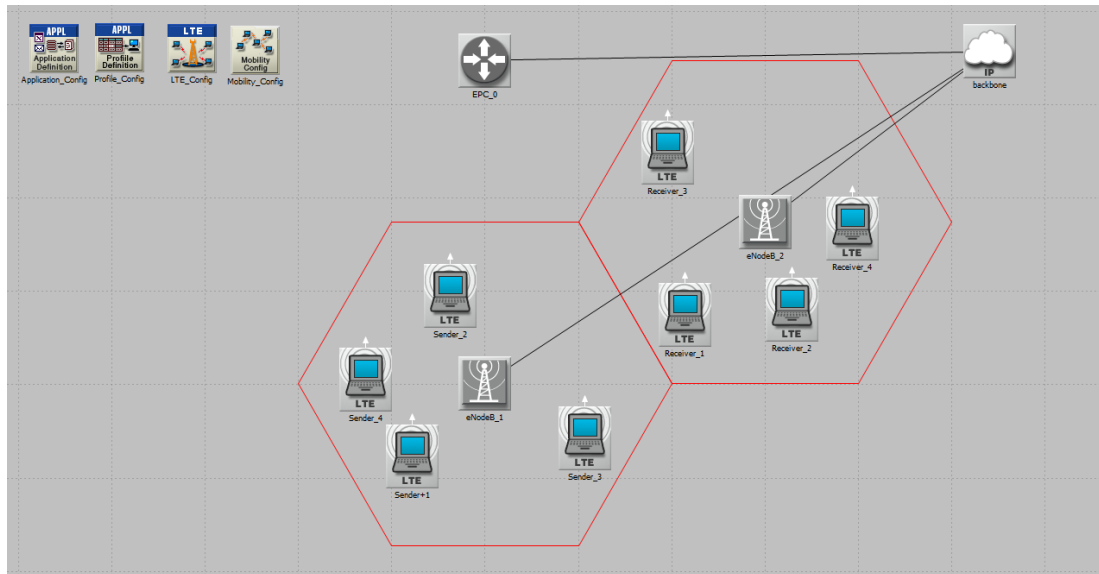 APPL
Application
Definition
Application_Config
APPL
Profile
Definition
Profile_Config
LTE
LTE_Config
Mobility
Config
Mobility_Config
EPC_0
IP
backbone
LTE
Receiver_3
eNodeB_2
LTE
Receiver_4
LTE
Receiver_1
LTE
Receiver_2
LTE
Sender_2
LTE
Sender_4
eNodeB_1
LTE
Sender+1
LTE
Sender_3